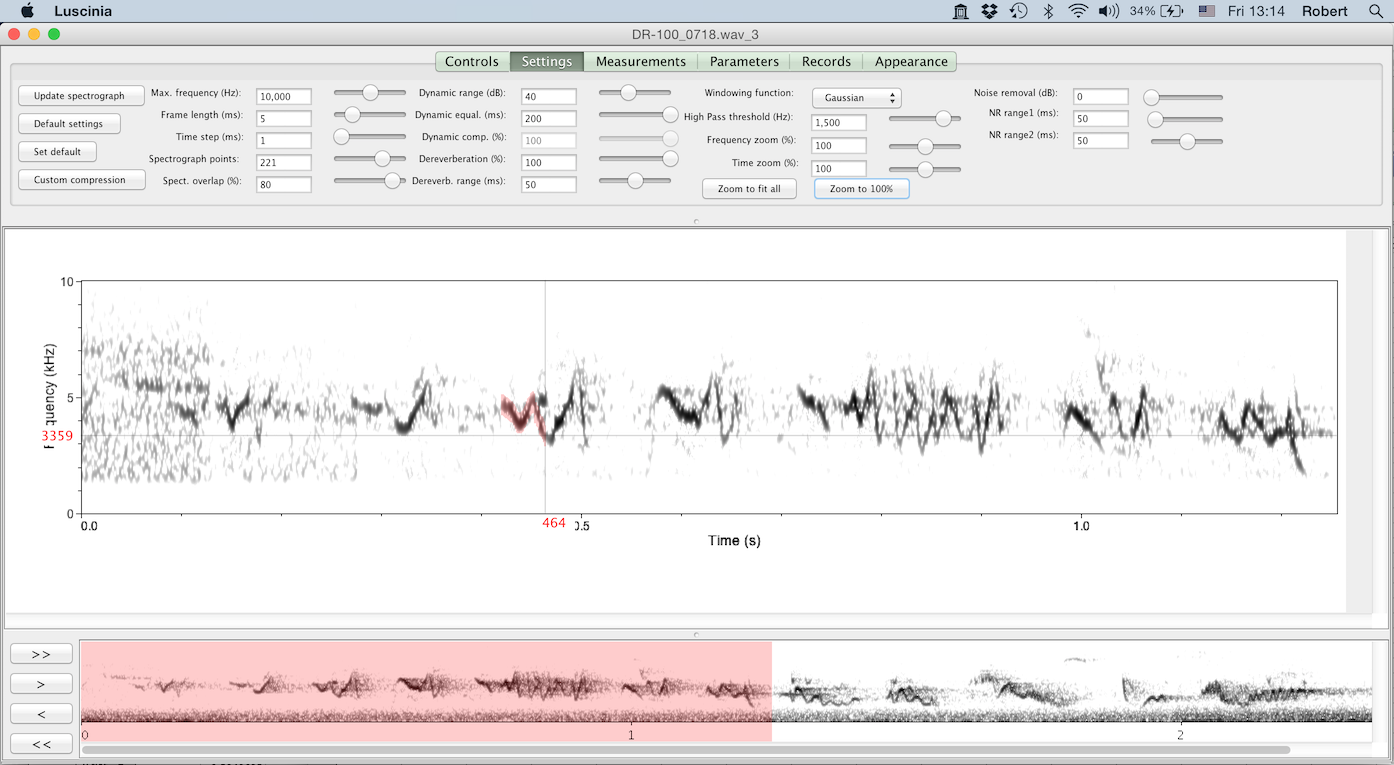 Luscinia 34% Fri 13:14 Robert
DR-100_0718.wav_3
Controls Settings Measurements Parameters Records Appearance
Update spectrograph
Default settings
Set default
Custom compression
Max. frequency (Hz): 10,000
Frame length (ms): 5
Time step (ms): 1
Spectrograph points: 221
Spect. overlap (%): 80
Dynamic range (dB): 40
Dynamic equal. (ms): 200
Dynamic comp. (%): 100
Dereverberation (%): 100
Dereverb. range (ms): 50
Windowing function: Gaussian
High Pass threshold (Hz): 1,500
Frequency zoom (%): 100
Time zoom (%): 100
Zoom to fit all Zoom to 100%
Noise removal (dB): 0
NR range1 (ms): 50
NR range2 (ms): 50
10
5
3359
0
quency (kHz)
0.0 464 0.5 1.0
Time (s)
>>
>
<
<<
0 1 2